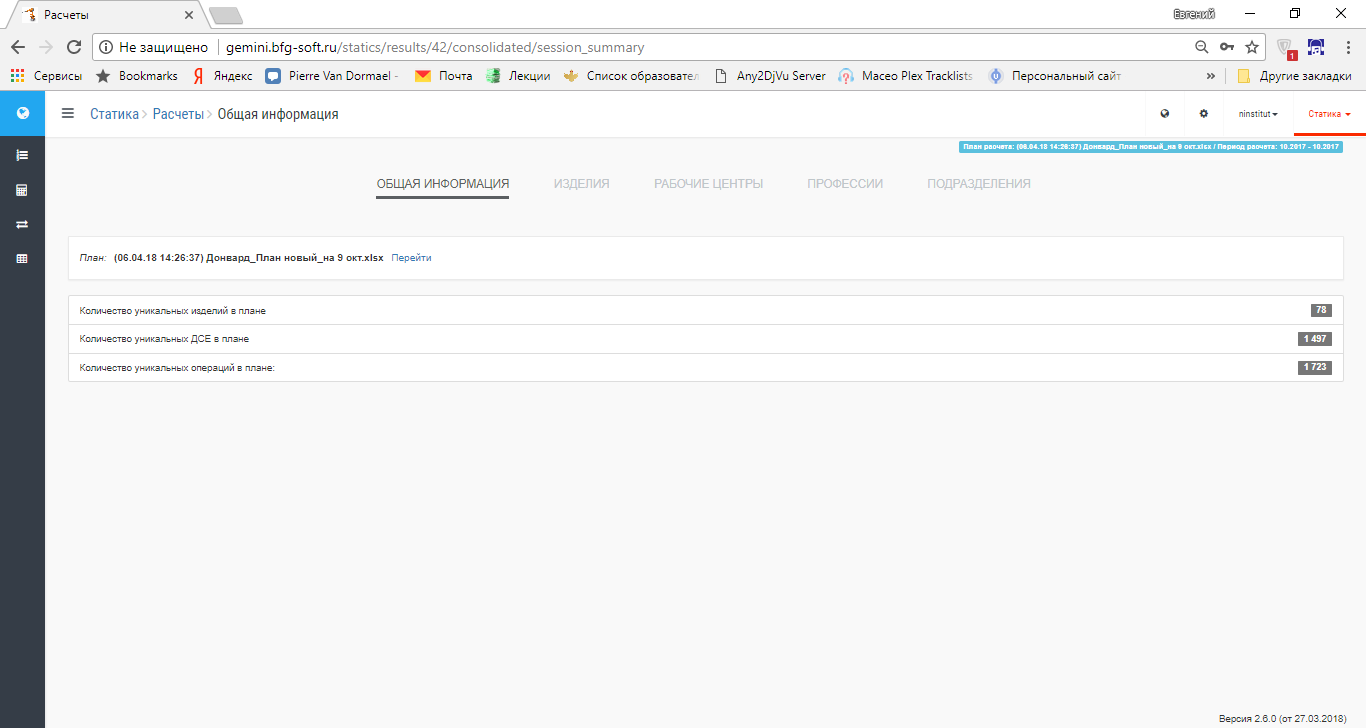 Расчеты
Евгений
Не защищено
gemini.bfg-soft.ru/statics/results/42/consolidated/session_summary
1
Сервисы
Bookmarks
Яндекс
Pierre Van Dormael -
Почта
Лекции
Список образовател
Any2DjVu Server
Maceo Plex Tracklists
Персональный сайт
»
Другие закладки
Статика > Расчеты > Общая информация
ninstitut
Статика
План расчета: (06.04.18 14:26:37) Донвард_План новый_на 9 окт.xlsx / Период расчета: 10.2017 - 10.2017
ОБЩАЯ ИНФОРМАЦИЯ
ИЗДЕЛИЯ
РАБОЧИЕ ЦЕНТРЫ
ПРОФЕССИИ
ПОДРАЗДЕЛЕНИЯ
План: (06.04.18 14:26:37) Донвард_План новый_на 9 окт.xlsx Перейти
Количество уникальных изделий в плане 78
Количество уникальных ДСЕ в плане 1 497
Количество уникальных операций в плане: 1 723
Версия 2.6.0 (от 27.03.2018)